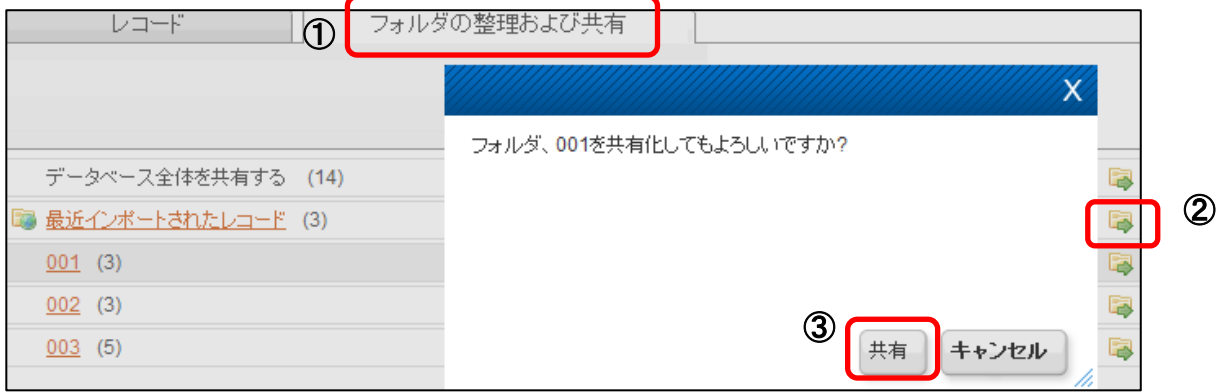 レコード
① フォルダの整理および共有
X
フォルダ、001を共有化してもよろしいですか?
データベース全体を共有する (14)
最近インポートされたレコード (3)
②
001 (3)
002 (3)
003 (5)
③
共有 キャンセル